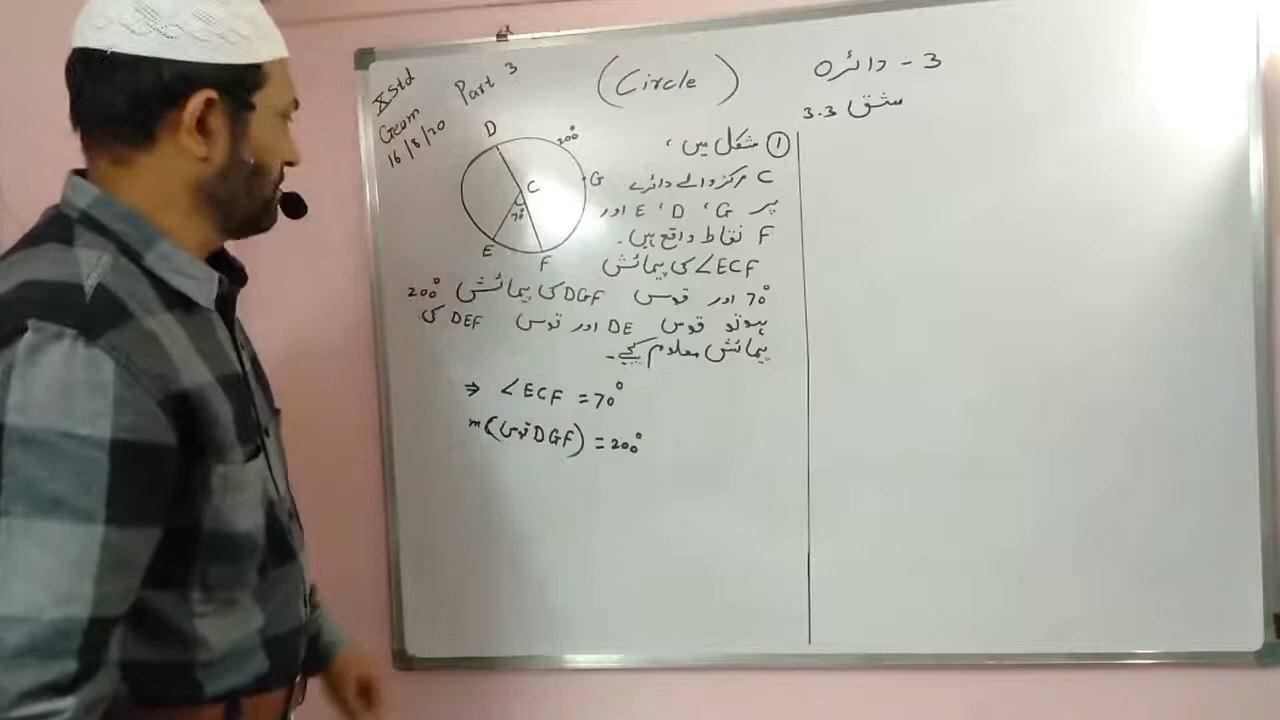 X Std
Geom
16/8/20
Part 3
(Circle)
3 - دائرہ
مشق 3.3
① شکل میں ،
C مرکز والے دائرے
پر G ، D ، E اور
F نقاط واقع ہیں۔
∠ECF کی پیمائش
70° اور قوس DGF کی پیمائش 200°
ہو تو قوس DE اور قوس DEF کی
پیمائش معلوم کیجیے۔
D
200°
G
C
70°
E
F
⇒ ∠ECF = 70°
m(قوس DGF) = 200°